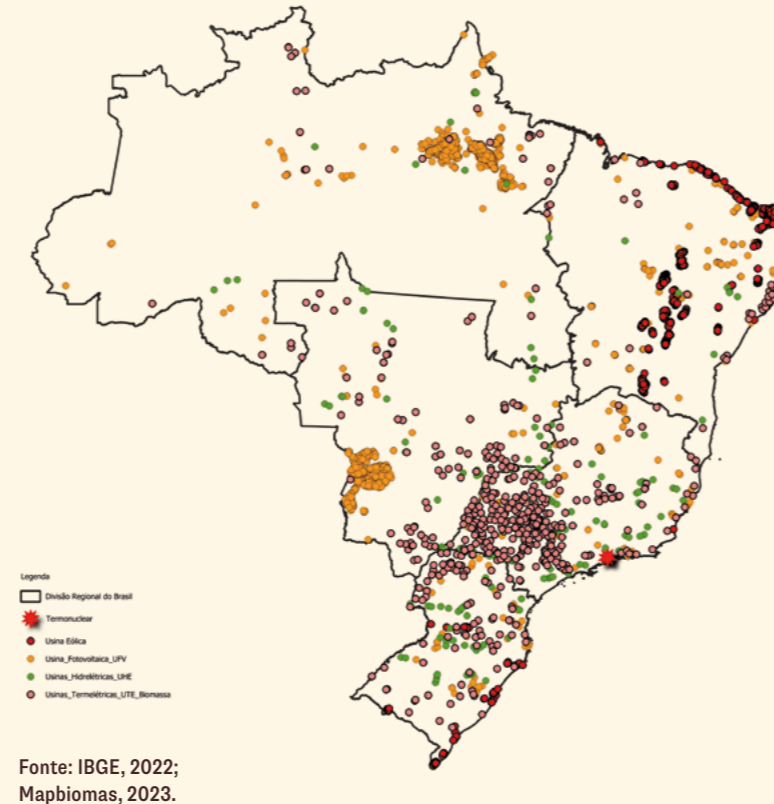 Legenda
Divisão Regional do Brasil
Termonuclear
Usina Eólica
Usina_Fotovoltaica_UFV
Usinas_Hidrelétricas_UHE
Usinas_Termelétricas_UTE_Biomassa
Fonte: IBGE, 2022;
Mapbiomas, 2023.